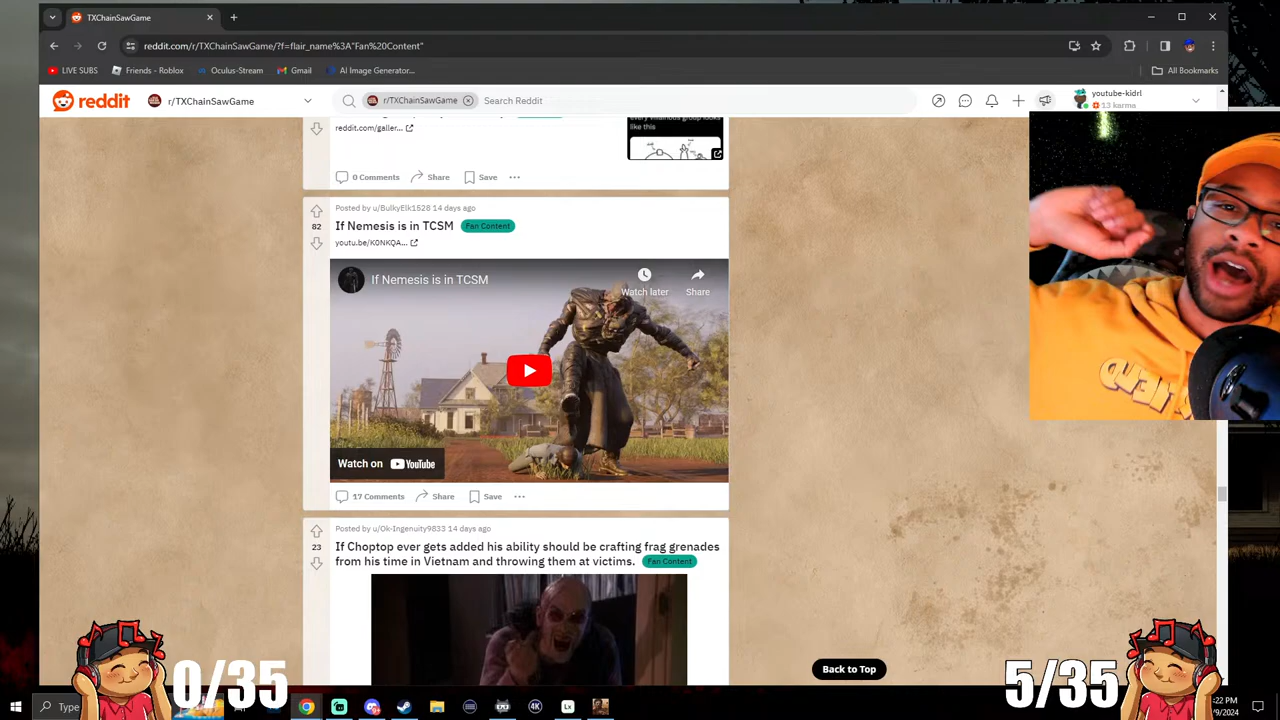 TXChainSawGame
reddit.com/r/TXChainSawGame/?f=flair_name%3A"Fan%20Content"
LIVE SUBS
Friends - Roblox
Oculus-Stream
Gmail
AI Image Generator...
All Bookmarks
reddit
r/TXChainSawGame
r/TXChainSawGame
Search Reddit
youtube-kidrl
13 karma
like this
reddit.com/galler...
0 Comments
Share
Save
Posted by u/BulkyElk1528 14 days ago
82
If Nemesis is in TCSM
Fan Content
youtu.be/K0NKQA...
If Nemesis is in TCSM
Watch later
Share
Watch on YouTube
17 Comments
Share
Save
Posted by u/Ok-Ingenuity9833 14 days ago
23
If Choptop ever gets added his ability should be crafting frag grenades
from his time in Vietnam and throwing them at victims.
Fan Content
Back to Top
0/35
5/35
Type